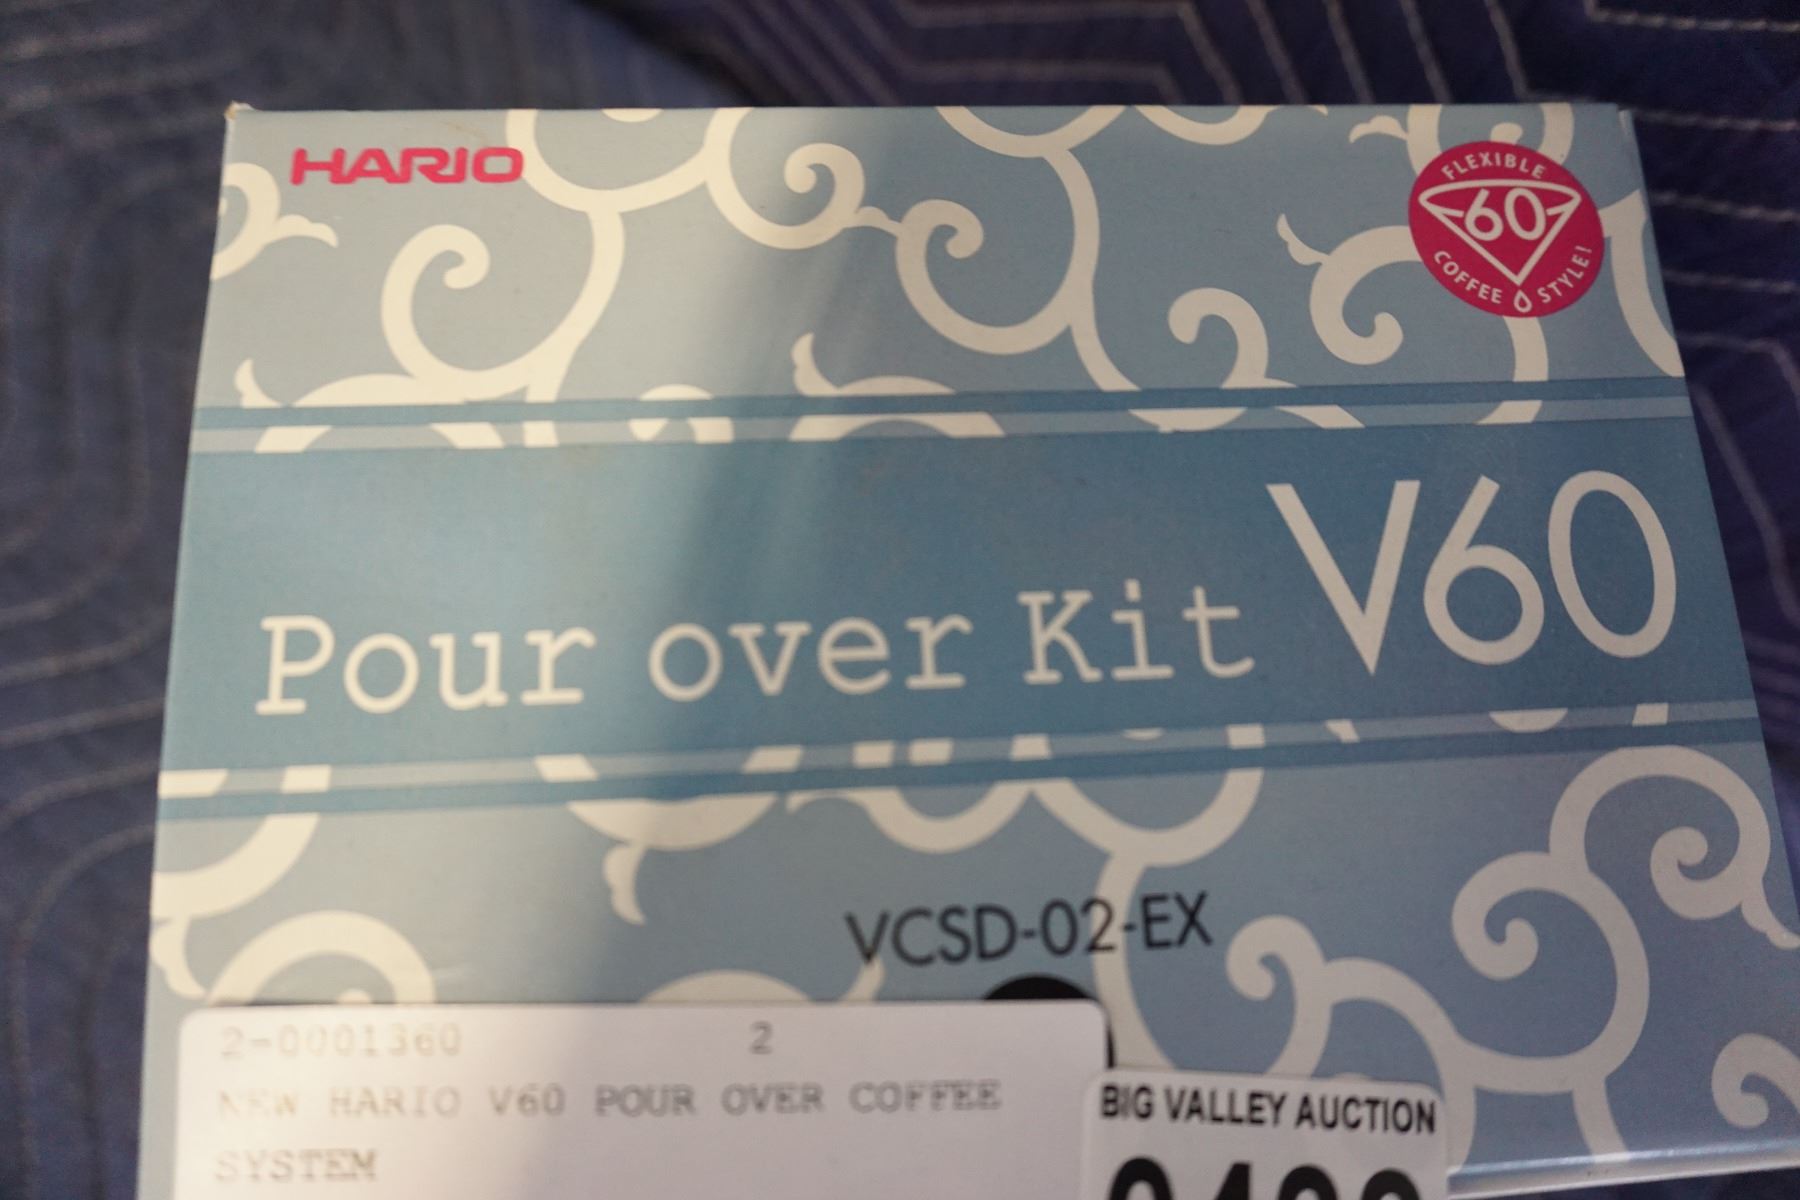 HARIO
FLEXIBLE
60
COFFEE STYLE!
Pour over Kit V60
VCSD-02-EX
2-0001360 2
NEW HARIO V60 POUR OVER COFFEE
SYSTEM
BIG VALLEY AUCTION